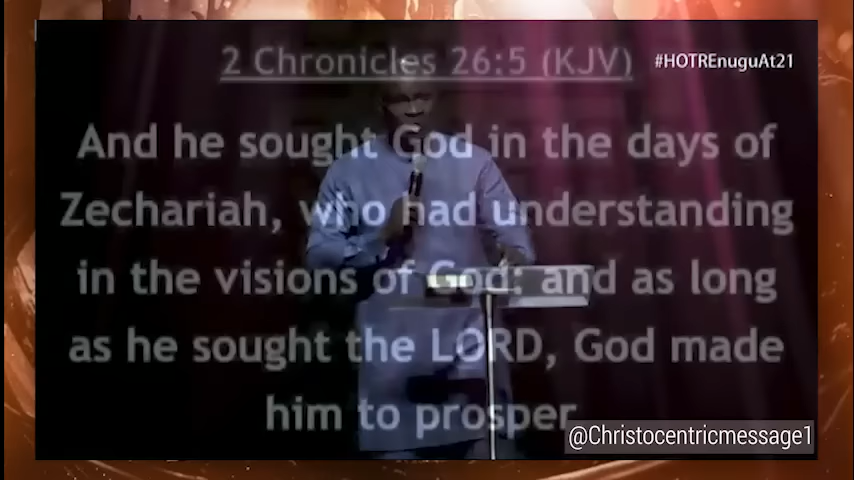 2 Chronicles 26:5 (KJV)
#HOTREnuguAt21
And he sought God in the days of
Zechariah, who had understanding
in the visions of God: and as long
as he sought the LORD, God made
him to prosper
@Christocentricmessage1